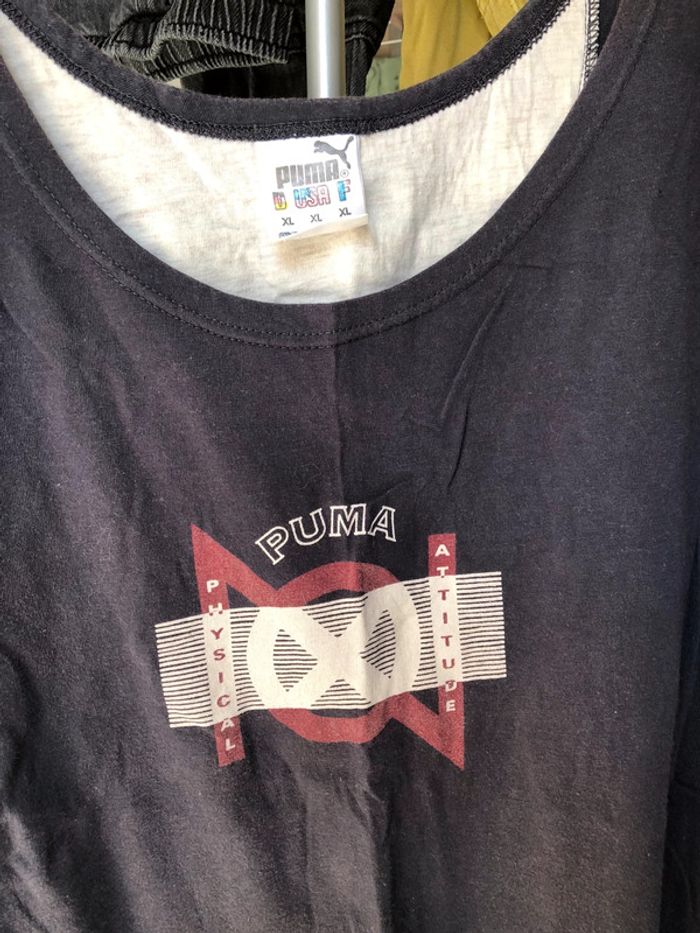 PUMA
D USA F
XL XL XL
PUMA
PHYSICAL
ATTITUDE